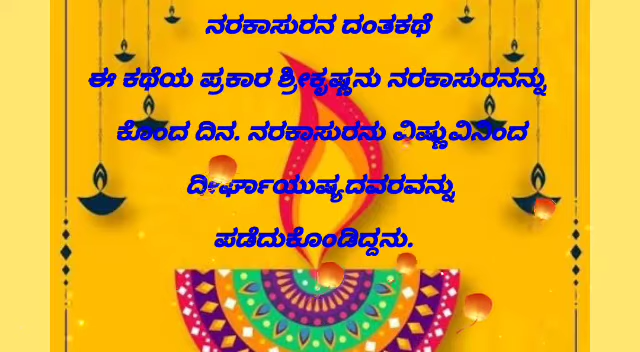 ನರಕಾಸುರನ ದಂತಕಥೆ
ಈ ಕಥೆಯ ಪ್ರಕಾರ ಶ್ರೀಕೃಷ್ಣನು ನರಕಾಸುರನನ್ನು
ಕೊಂದ ದಿನ. ನರಕಾಸುರನು ವಿಷ್ಣುವಿನಿಂದ
ದೀರ್ಘಾಯುಷ್ಯದವರವನ್ನು
ಪಡೆದುಕೊಂಡಿದ್ದನು.